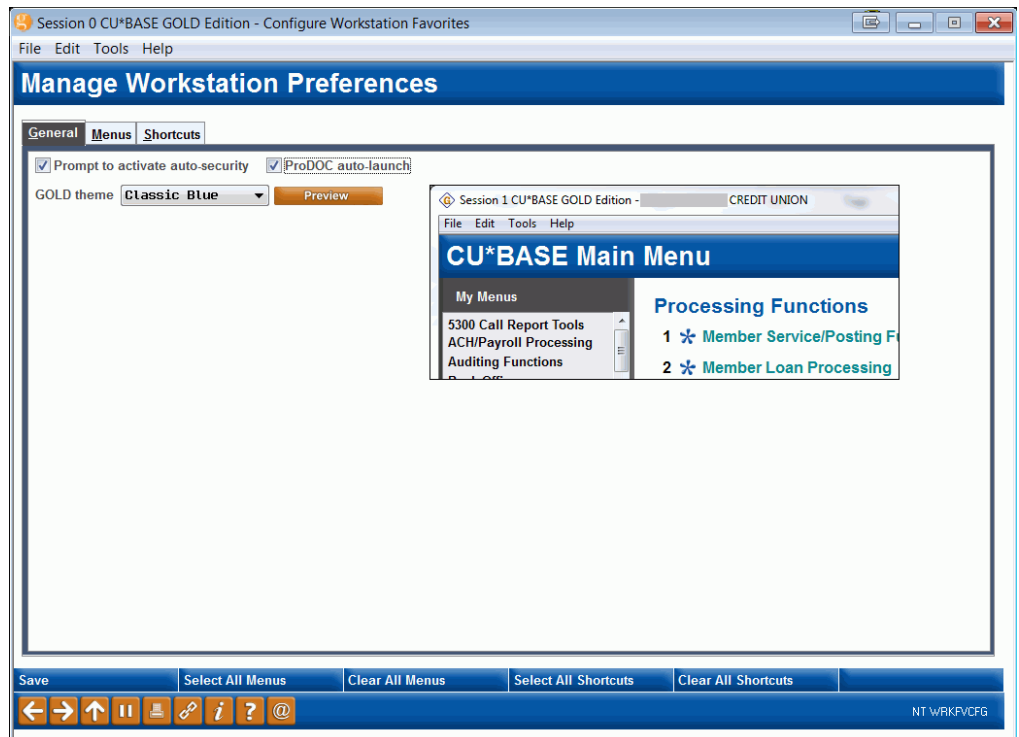 Session 0 CU*BASE GOLD Edition - Configure Workstation Favorites
File Edit Tools Help
Manage Workstation Preferences
General Menus Shortcuts
Prompt to activate auto-security ProDOC auto-launch
GOLD theme Classic Blue Preview
Session 1 CU*BASE GOLD Edition - CREDIT UNION
File Edit Tools Help
CU*BASE Main Menu
My Menus
5300 Call Report Tools
ACH/Payroll Processing
Auditing Functions
Processing Functions
1 Member Service/Posting
2 Member Loan Processing
Save Select All Menus Clear All Menus Select All Shortcuts Clear All Shortcuts
NT WRKFVCFG